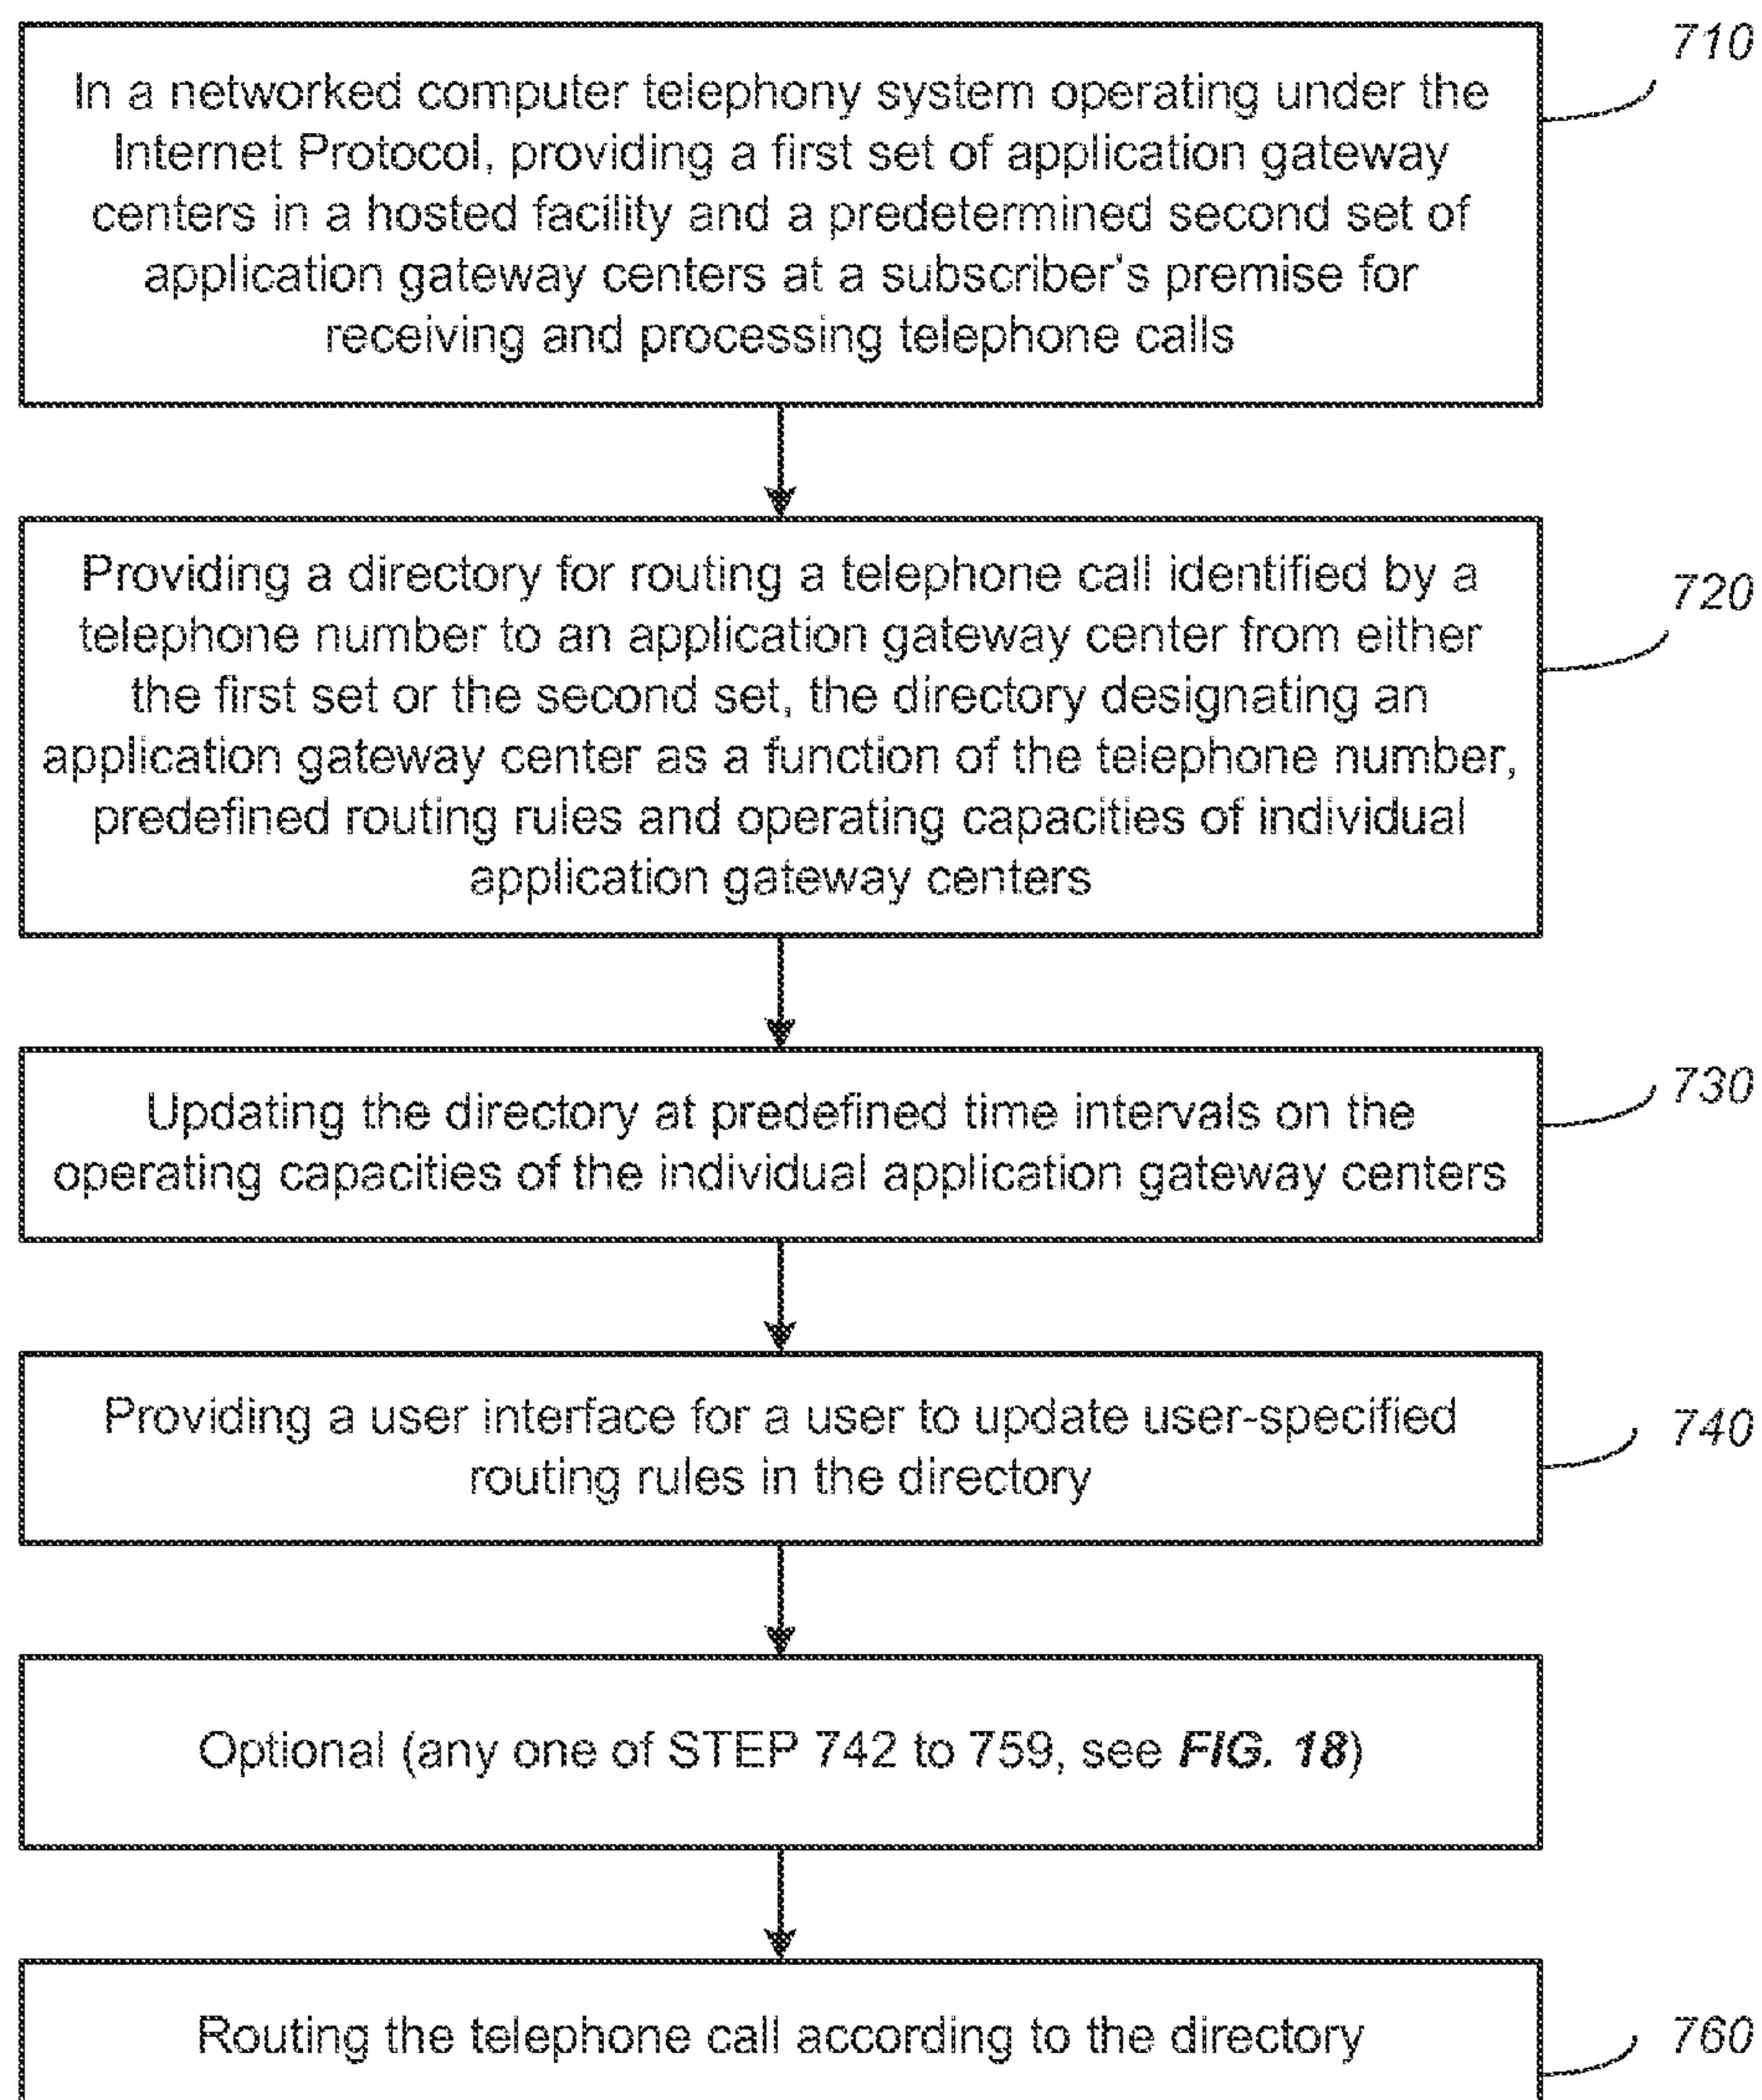 710
In a networked computer telephony system operating under the
Internet Protocol, providing a first set of application gateway
centers in a hosted facility and a predetermined second set of
application gateway centers at a subscriber's premise for
receiving and processing telephone calls
720
Providing a directory for routing a telephone call identified by a
telephone number to an application gateway center from either
the first set or the second set, the directory designating an
application gateway center as a function of the telephone number,
predefined routing rules and operating capacities of individual
application gateway centers
730
Updating the directory at predefined time intervals on the
operating capacities of the individual application gateway centers
740
Providing a user interface for a user to update user-specified
routing rules in the directory
Optional (any one of STEP 742 to 759, see FIG. 18)
760
Routing the telephone call according to the directory